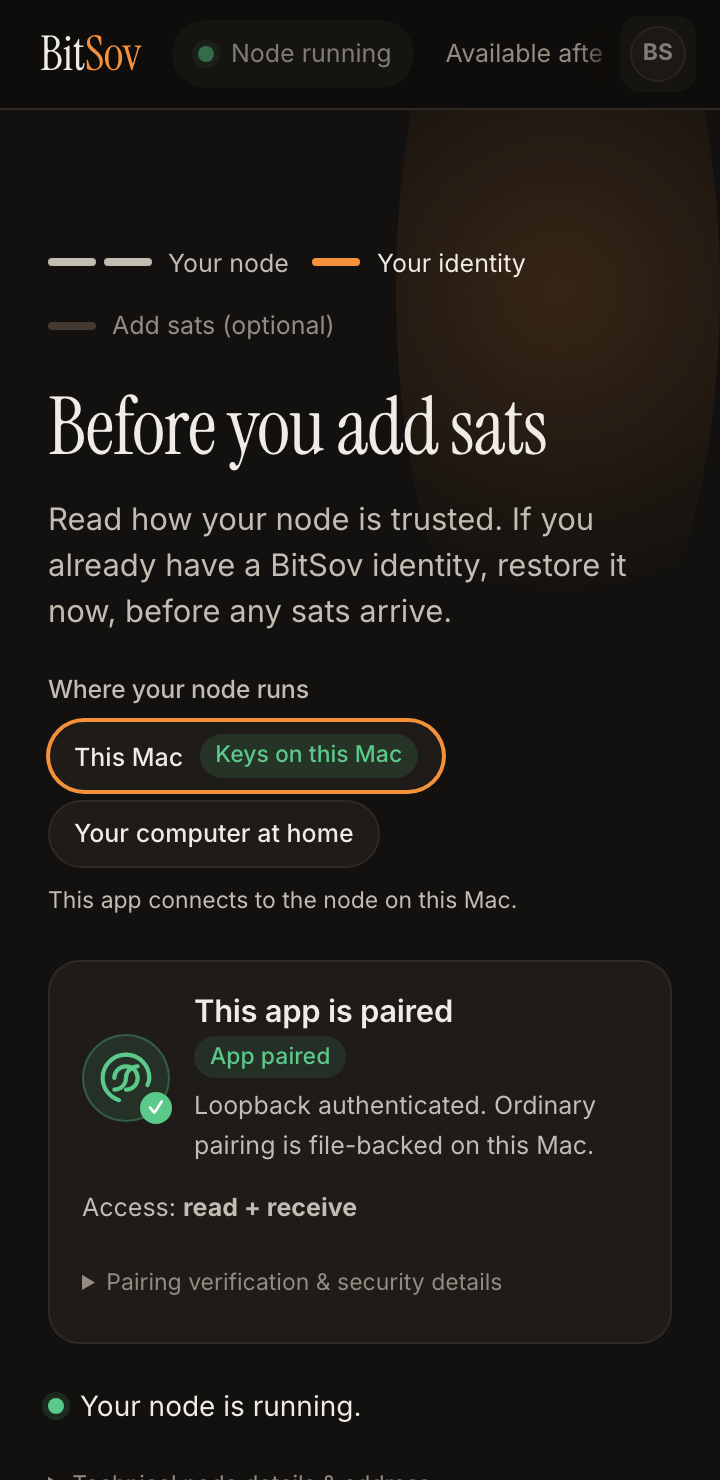 BitSov
Node running
Available afte
BS
Your node
Your identity
Add sats (optional)
Before you add sats
Read how your node is trusted. If you
already have a BitSov identity, restore it
now, before any sats arrive.
Where your node runs
This Mac
Keys on this Mac
Your computer at home
This app connects to the node on this Mac.
This app is paired
App paired
Loopback authenticated. Ordinary
pairing is file-backed on this Mac.
Access: read + receive
Pairing verification & security details
Your node is running.
Technical node details & address